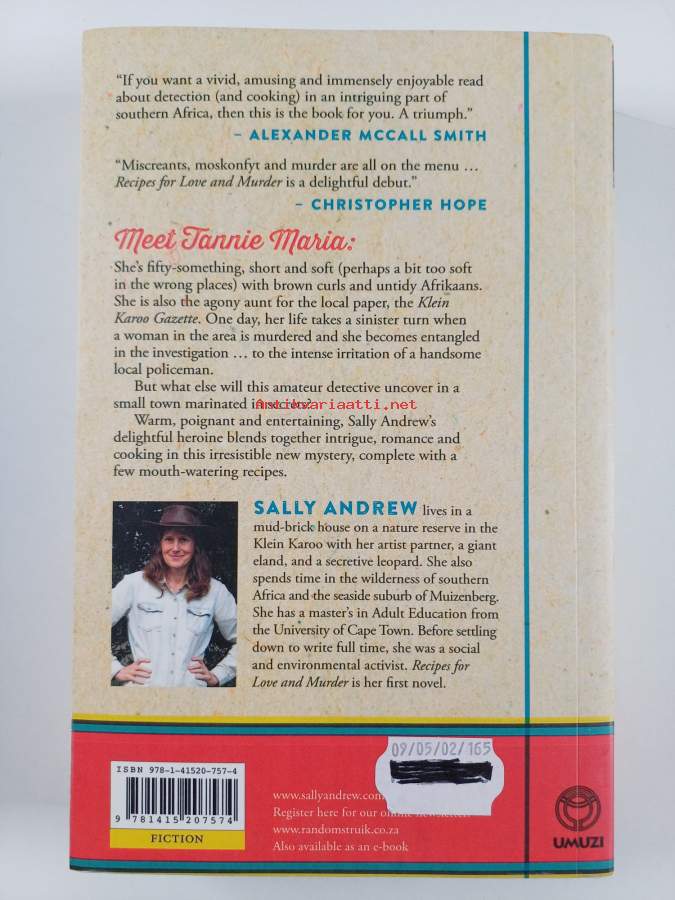 “If you want a vivid, amusing and immensely enjoyable read
about detection (and cooking) in an intriguing part of
southern Africa, then this is the book for you. A triumph.”
– ALEXANDER MCCALL SMITH
“Miscreants, moskonfyt and murder are all on the menu …
Recipes for Love and Murder is a delightful debut.”
– CHRISTOPHER HOPE
Meet Tannie Maria:
She’s fifty-something, short and soft (perhaps a bit too soft
in the wrong places) with brown curls and untidy Afrikaans.
She is also the agony aunt for the local paper, the Klein
Karoo Gazette. One day, her life takes a sinister turn when
a woman in the area is murdered and she becomes entangled
in the investigation … to the intense irritation of a handsome
local policeman.
But what else will this amateur detective uncover in a
small town marinated in secrets?
Antikvariaatti.net
Warm, poignant and entertaining, Sally Andrew’s
delightful heroine blends together intrigue, romance and
cooking in this irresistible new mystery, complete with a
few mouth-watering recipes.
SALLY ANDREW lives in a
mud-brick house on a nature reserve in the
Klein Karoo with her artist partner, a giant
eland, and a secretive leopard. She also
spends time in the wilderness of southern
Africa and the seaside suburb of Muizenberg.
She has a master’s in Adult Education from
the University of Cape Town. Before settling
down to write full time, she was a social
and environmental activist. Recipes for
Love and Murder is her first novel.
ISBN 978-1-41520-757-4
9 781415 207574
FICTION
09/05/02/165
www.sallyandrew.com
Register here for our online
www.randomstruik.co.za
Also available as an e-book
UMUZI